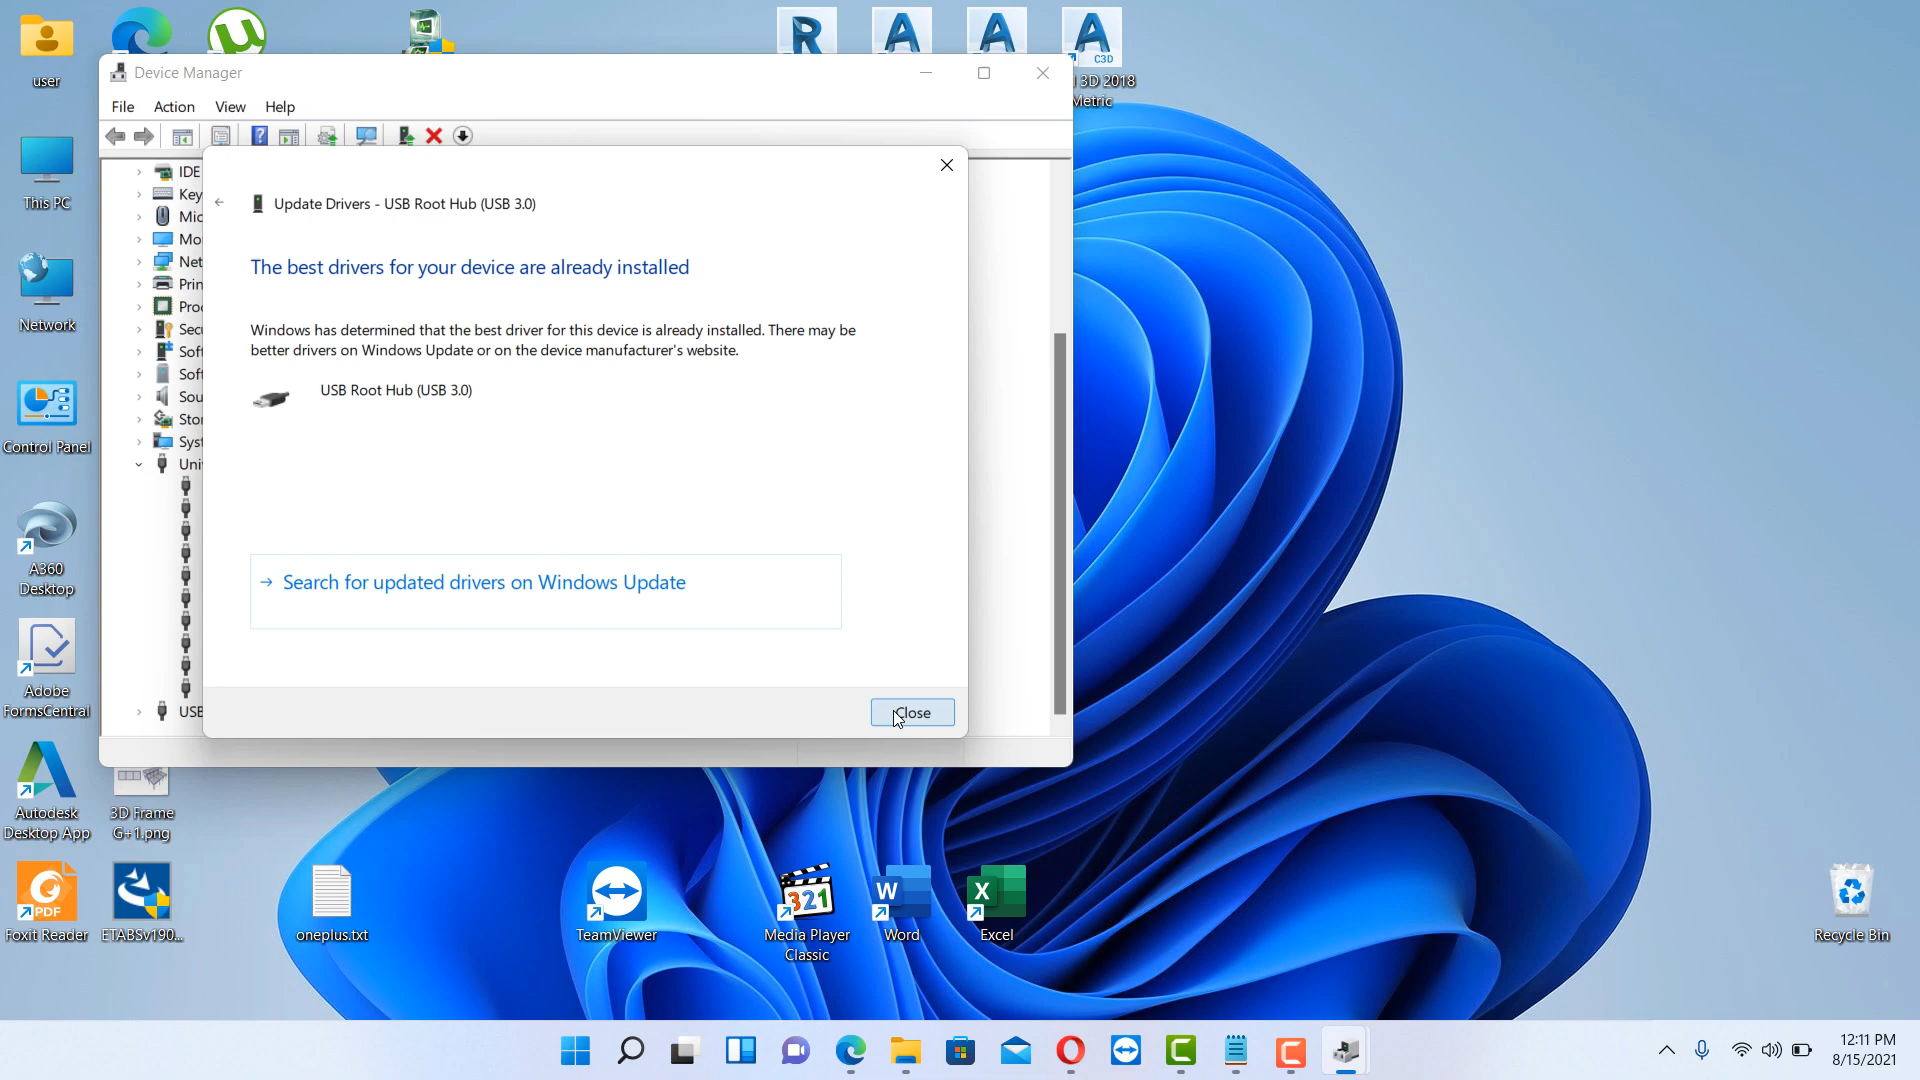 user
R
A
A
A
C3D
l 3D 2018
Metric
Device Manager
File Action View Help
IDE
Key
Mic
Mo
Net
Prin
Proc
Secu
Soft
Soft
Sou
Stor
Syst
Uni
USB
Update Drivers - USB Root Hub (USB 3.0)
The best drivers for your device are already installed
Windows has determined that the best driver for this device is already installed. There may be
better drivers on Windows Update or on the device manufacturer's website.
USB Root Hub (USB 3.0)
Search for updated drivers on Windows Update
Close
This PC
Network
Control Panel
A360
Desktop
Adobe
FormsCentral
Autodesk
Desktop App
3D Frame
G+1.png
PDF
Foxit Reader
ETABSv190...
oneplus.txt
TeamViewer
321
Media Player
Classic
W
Word
X
Excel
Recycle Bin
12:11 PM
8/15/2021